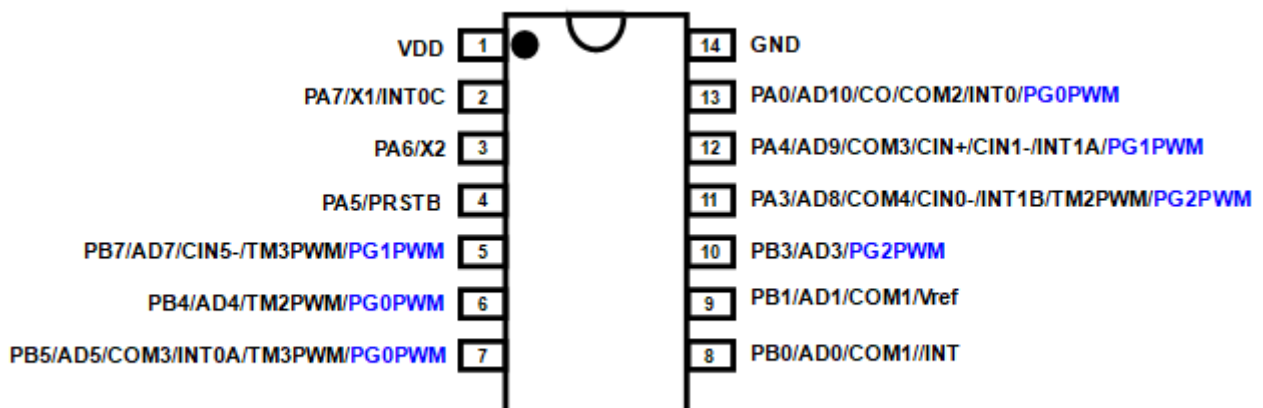 VDD 1 14 GND
PA7/X1/INT0C 2 13 PA0/AD10/CO/COM2/INT0/PG0PWM
PA6/X2 3 12 PA4/AD9/COM3/CIN+/CIN1-/INT1A/PG1PWM
PA5/PRSTB 4 11 PA3/AD8/COM4/CIN0-/INT1B/TM2PWM/PG2PWM
PB7/AD7/CIN5-/TM3PWM/PG1PWM 5 10 PB3/AD3/PG2PWM
PB4/AD4/TM2PWM/PG0PWM 6 9 PB1/AD1/COM1/Vref
PB5/AD5/COM3/INT0A/TM3PWM/PG0PWM 7 8 PB0/AD0/COM1//INT